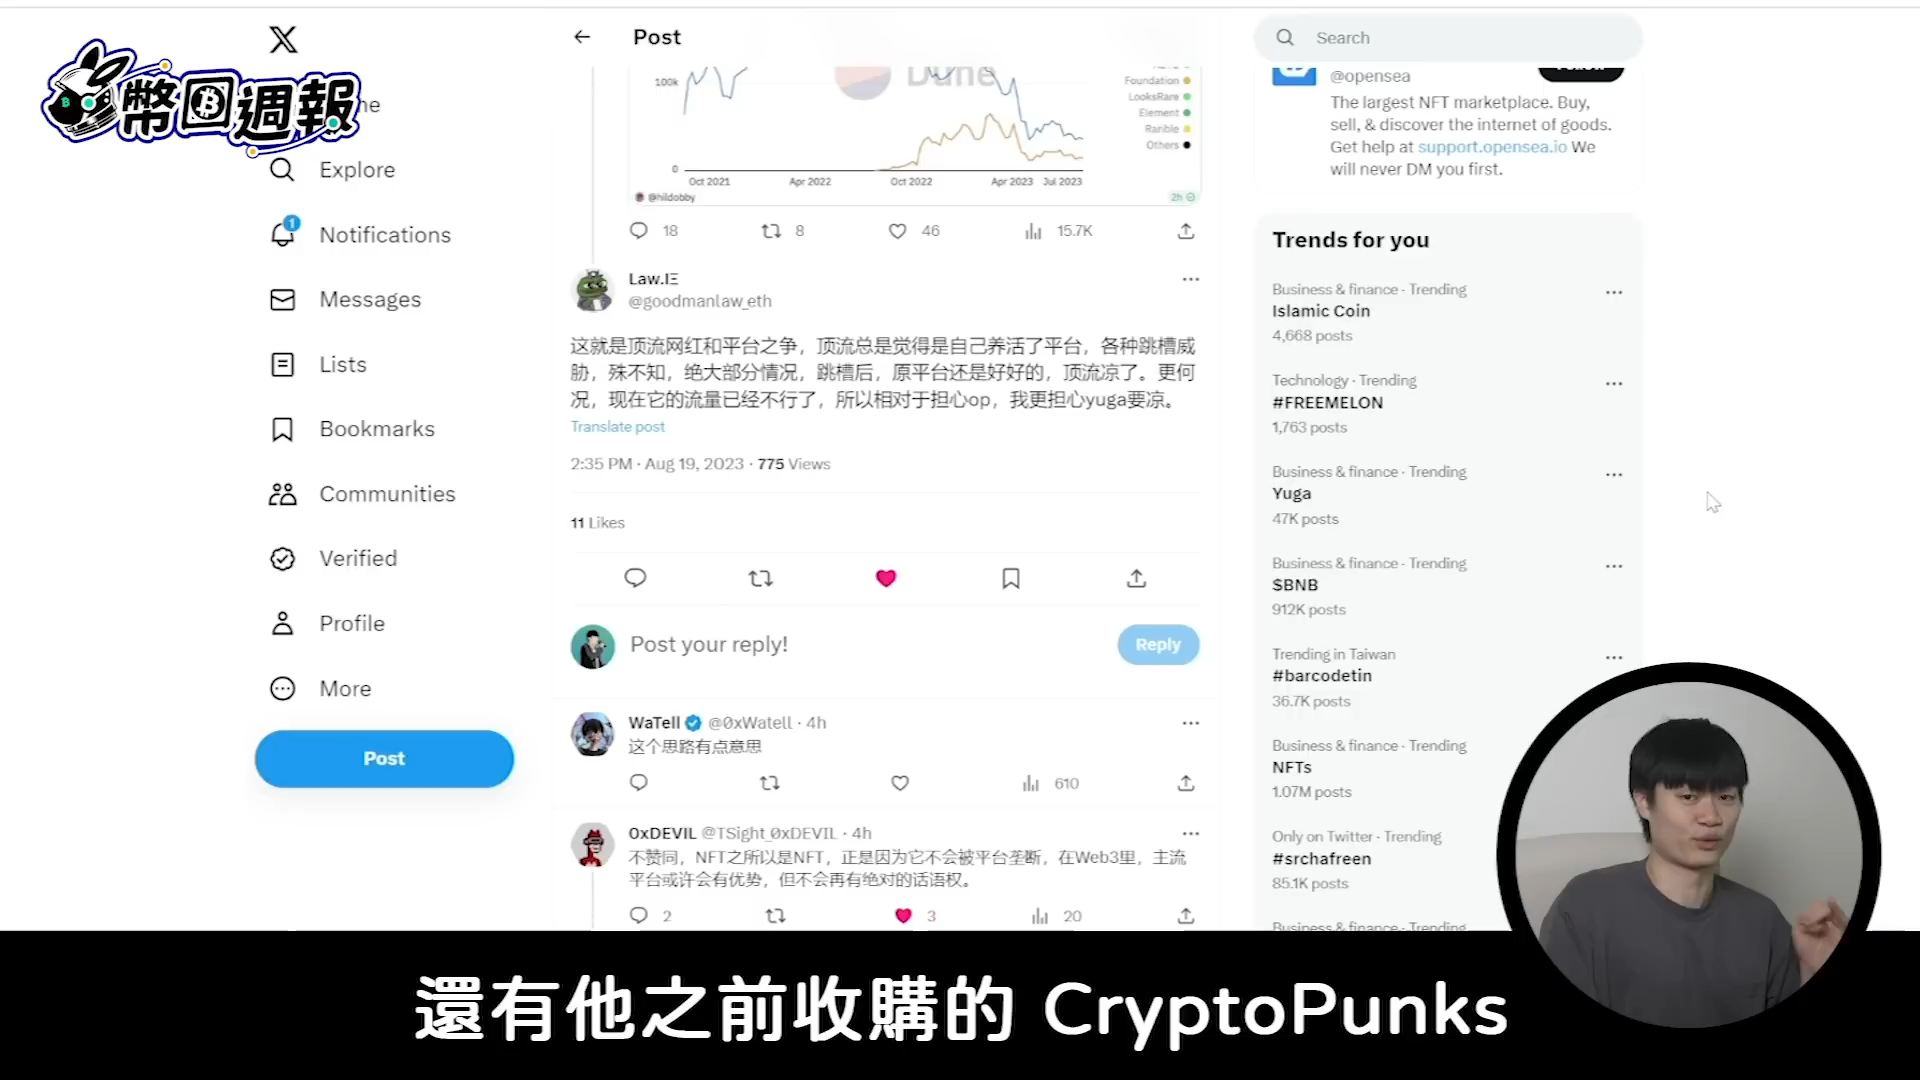 幣圈週報
Explore
1
Notifications
Messages
Lists
Bookmarks
Communities
Verified
Profile
More
Post
Post
Dune
100k
0
Oct 2021 Apr 2022 Oct 2022 Apr 2023 Jul 2023
@hildobby
2h
Foundation
LooksRare
Element
Rarible
Others
18 8 46 15.7K
Law.IΞ
@goodmanlaw_eth
这就是顶流网红和平台之争，顶流总是觉得是自己养活了平台，各种跳槽威
胁，殊不知，绝大部分情况，跳槽后，原平台还是好好的，顶流凉了。更何
况，现在它的流量已经不行了，所以相对于担心op，我更担心yuga要凉。
Translate post
2:35 PM · Aug 19, 2023 · 775 Views
11 Likes
Post your reply!
Reply
WaTell @0xWatell · 4h
这个思路有点意思
610
0xDEVIL @TSight_0xDEVIL · 4h
不赞同，NFT之所以是NFT，正是因为它不会被平台垄断，在Web3里，主流
平台或许会有优势，但不会再有绝对的话语权。
2 3 20
Search
@opensea
The largest NFT marketplace. Buy,
sell, & discover the internet of goods.
Get help at support.opensea.io We
will never DM you first.
Trends for you
Business & finance · Trending
Islamic Coin
4,668 posts
Technology · Trending
#FREEMELON
1,763 posts
Business & finance · Trending
Yuga
47K posts
Business & finance · Trending
$BNB
912K posts
Trending in Taiwan
#barcodetin
36.7K posts
Business & finance · Trending
NFTs
1.07M posts
Only on Twitter · Trending
#srchafreen
85.1K posts
Business & finance · Trending
還有他之前收購的 CryptoPunks